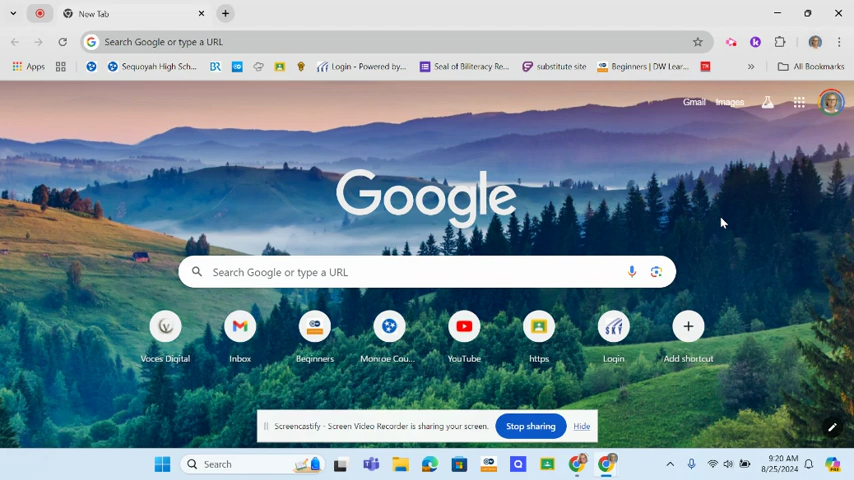 New Tab
Search Google or type a URL
Apps
Sequoyah High Sch...
BR
Login - Powered by...
Seal of Biliteracy Re...
substitute site
Beginners | DW Lear...
All Bookmarks
Gmail Images
Google
Search Google or type a URL
Voces Digital
Inbox
Beginners
Monroe Cou...
YouTube
https
Login
Add shortcut
Screencastify - Screen Video Recorder is sharing your screen.
Stop sharing
Hide
Search
9:20 AM
8/25/2024